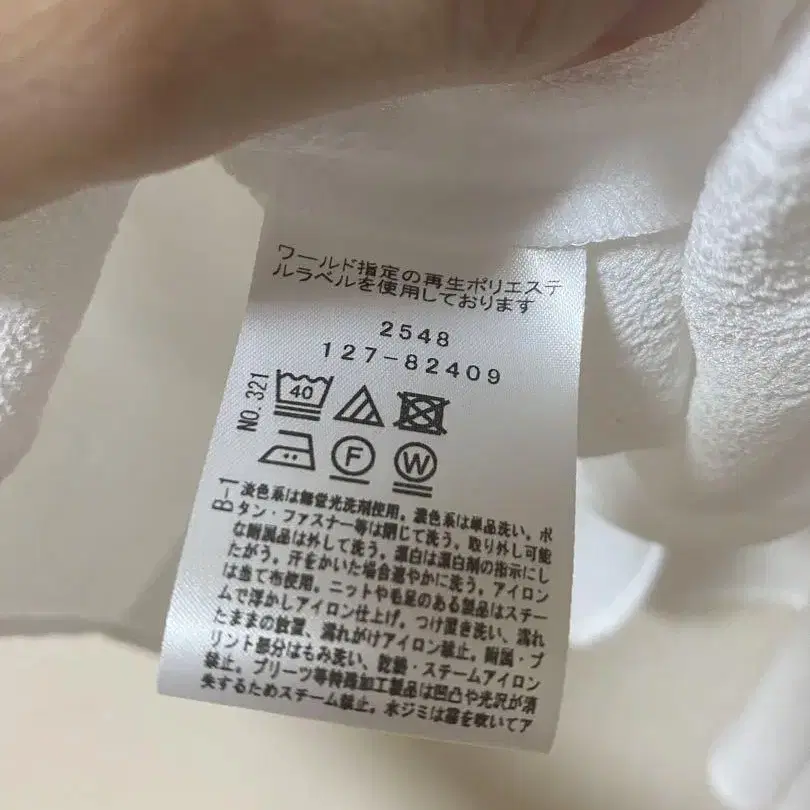 ワールド指定の再生ポリエステ
ルラベルを使用しております
2548
127-82409
NO.321
40
F
W
B-1
淡色系は無蛍光洗剤使用。濃色系は単品洗い。ボ
タン・ファスナー等は閉じて洗う。取り外し可能
な附属品は外して洗う。漂白は漂白剤の指示にし
たがう。汗をかいた場合速やかに洗う。アイロン
は当て布使用。ニットや毛足のある製品はスチー
ムで浮かしアイロン仕上げ。つけ置き洗い、濡れ
たままの放置、濡れがけアイロン禁止。附属・プ
リント部分はもみ洗い、乾燥・スチームアイロン
禁止。プリーツ等特殊加工製品は凹凸や光沢が消
失するためスチーム禁止。水ジミは霧を吹いてア